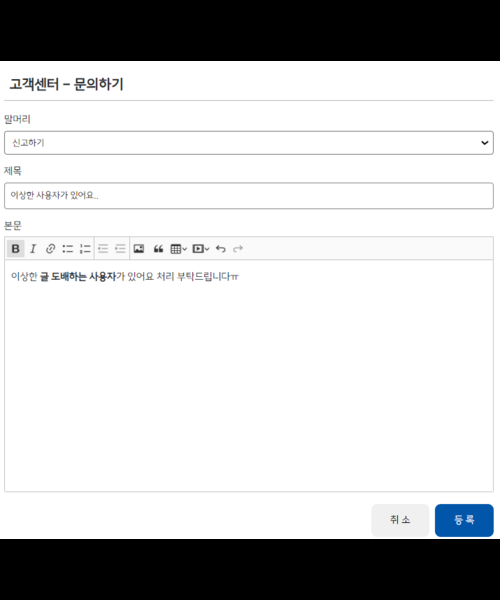 고객센터 – 문의하기
말머리
신고하기
제목
이상한 사용자가 있어요..
본문
이상한 글 도배하는 사용자가 있어요 처리 부탁드립니다ㅠ
취소
등록